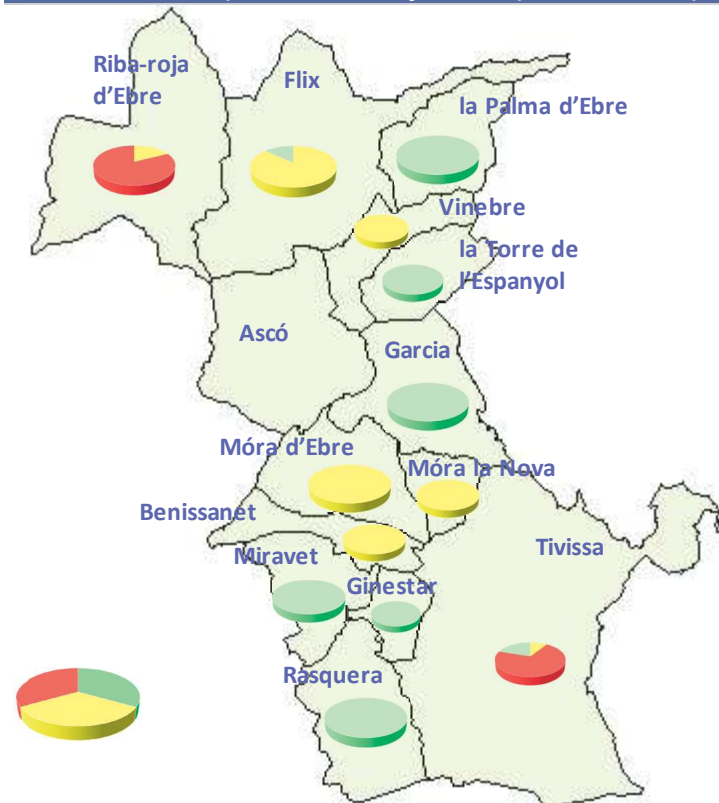 Riba-roja
d'Ebre
Flix
la Palma d'Ebre
Vinebre
la Torre de
l'Espanyol
Ascó
Garcia
Móra d'Ebre
Móra la Nova
Benissanet
Miravet
Tivissa
Ginestar
Rasquera